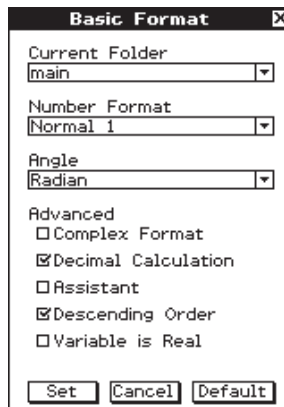 Basic Format
Current Folder
main
Number Format
Normal 1
Angle
Radian
Advanced
Complex Format
Decimal Calculation
Assistant
Descending Order
Variable is Real
Set Cancel Default